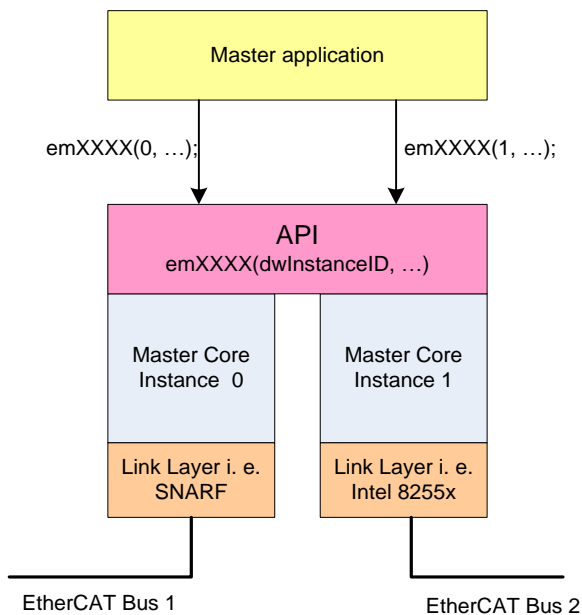 Master application
emXXXX(0, …);
emXXXX(1, …);
API
emXXXX(dwInstanceID, …)
Master Core
Instance 0
Master Core
Instance 1
Link Layer i. e.
SNARF
Link Layer i. e.
Intel 8255x
EtherCAT Bus 1
EtherCAT Bus 2